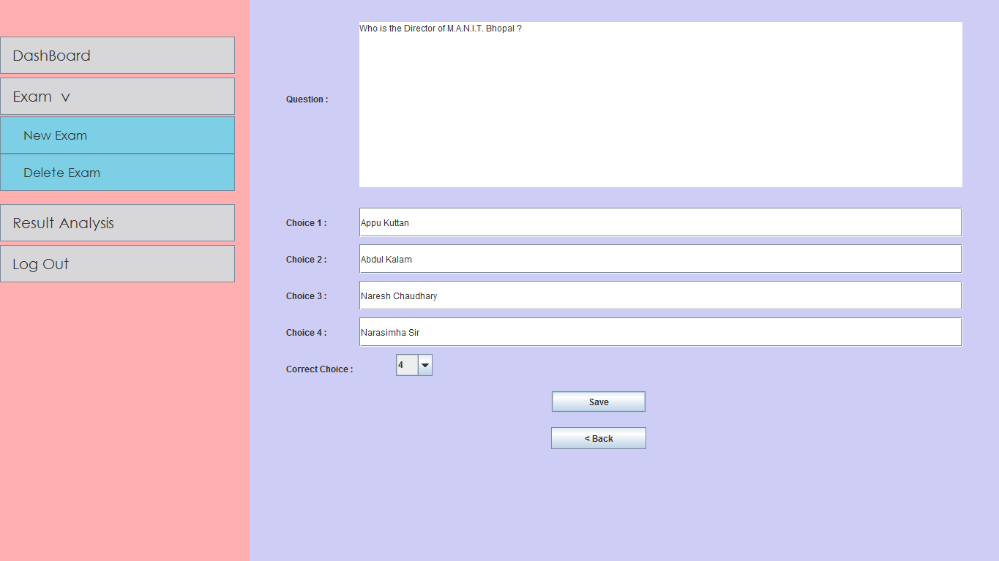 DashBoard
Exam v
New Exam
Delete Exam
Result Analysis
Log Out
Who is the Director of M.A.N.I.T. Bhopal ?
Question :
Choice 1 : Appu Kuttan
Choice 2 : Abdul Kalam
Choice 3 : Naresh Chaudhary
Choice 4 : Narasimha Sir
Correct Choice : 4
Save
< Back